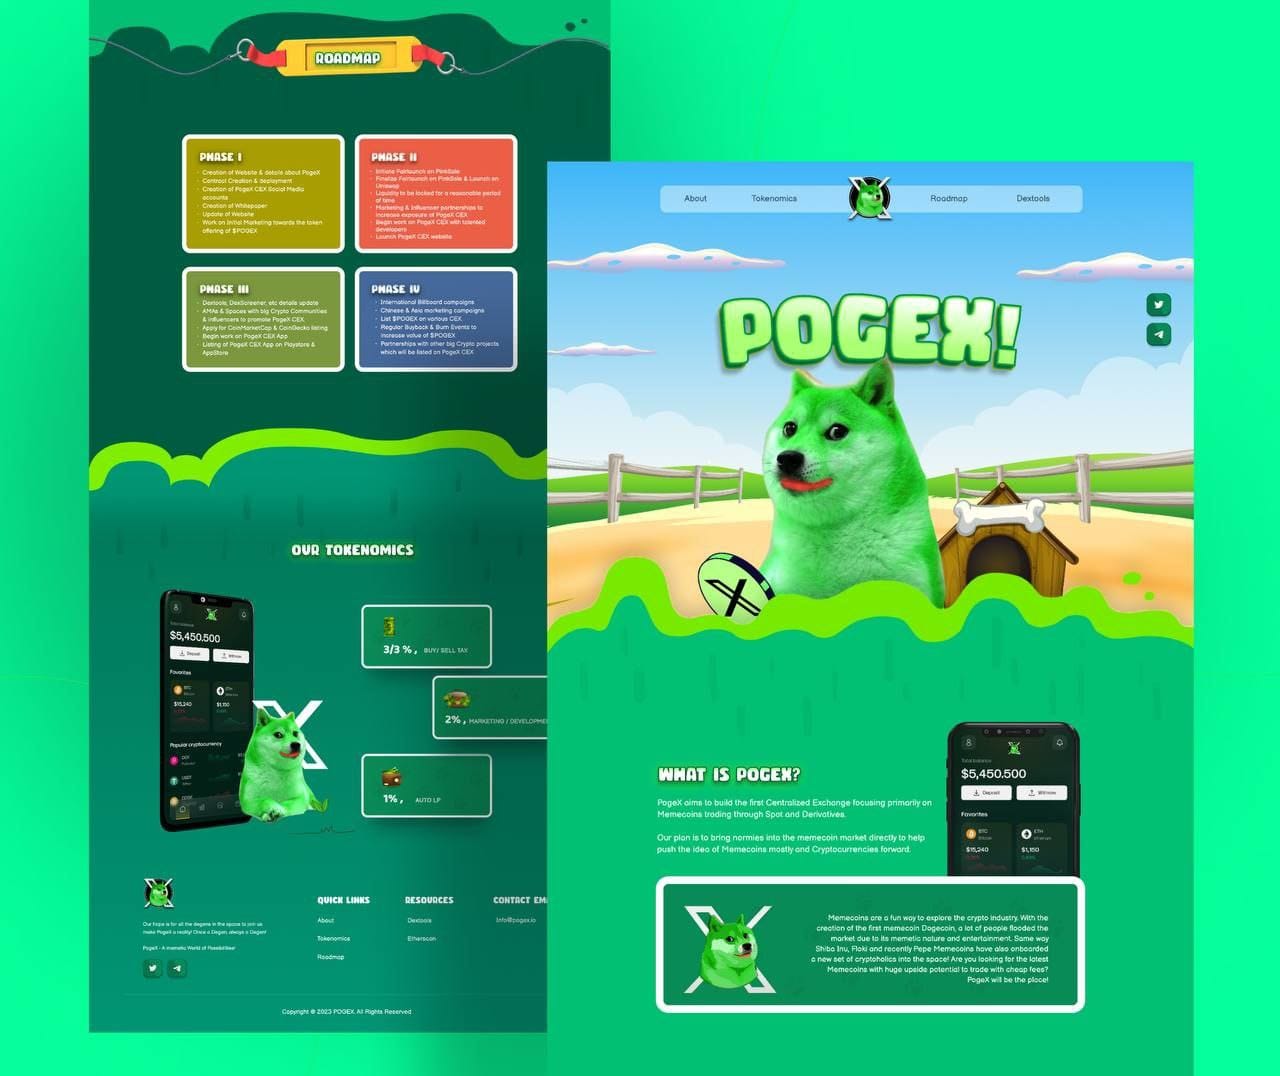 ROADMAP
PHASE I
Creation of Website & details about PogeX
Contract Creation & deployment
Creation of PogeX CEX Social Media
accounts
Creation of Whitepaper
Update of Website
Work on Initial Marketing towards the token
offering of $POGEX
PHASE II
Initiate Fairlaunch on PinkSale
Finalize Fairlaunch on PinkSale & Launch on
Uniswap
Liquidity to be locked for a reasonable period
of time
Marketing & Influencer partnerships to
increase exposure of PogeX CEX
Begin work on PogeX CEX with talented
developers
Launch PogeX CEX website
PHASE III
Dextools, DexScreener, etc details update
AMAs & Spaces with big Crypto Communities
& influencers to promote PogeX CEX.
Apply for CoinMarketCap & CoinGecko listing
Begin work on PogeX CEX App
Listing of PogeX CEX App on Playstore &
AppStore
PHASE IV
International Billboard campaigns
Chinese & Asia marketing campaigns
List $POGEX on various CEX
Regular Buyback & Burn Events to
increase value of $POGEX
Partnerships with other big Crypto projects
which will be listed on PogeX CEX
OUR TOKENOMICS
Total balance
$5,450.500
Deposit
Withrow
Favorites
BTC
Bitcoin
$15,240
ETH
$1,150
Popular cryptocurrency
DOT
USDT
3/3 %, BUY/ SELL TAX
2%, MARKETING / DEVELOPME
1%, AUTO LP
Our hope is for all the degens in the space to join us
make PogeX a reality! Once a Degen, always a Degen!
PogeX - A memetic World of Possibilities!
QUICK LINKS
About
Tokenomics
Roadmap
RESOURCES
Dextools
Etherscan
CONTACT EM
Info@pogex.io
Copyright © 2023 POGEX. All Rights Reserved
About
Tokenomics
Roadmap
Dextools
POGEX!
WHAT IS POGEX?
PogeX aims to build the first Centralized Exchange focusing primarily on
Memecoins trading through Spot and Derivatives.
Our plan is to bring normies into the memecoin market directly to help
push the idea of Memecoins mostly and Cryptocurrencies forward.
Total balance
$5,450.500
Deposit
Withrow
Favorites
BTC
Bitcoin
$15,240
ETH
$1,150
Memecoins are a fun way to explore the crypto industry. With the
creation of the first memecoin Dogecoin, a lot of people flooded the
market due to its memetic nature and entertainment. Same way
Shiba Inu, Floki and recently Pepe Memecoins have also onboarded
a new set of cryptoholics into the space! Are you looking for the latest
Memecoins with huge upside potential to trade with cheap fees?
PogeX will be the place!